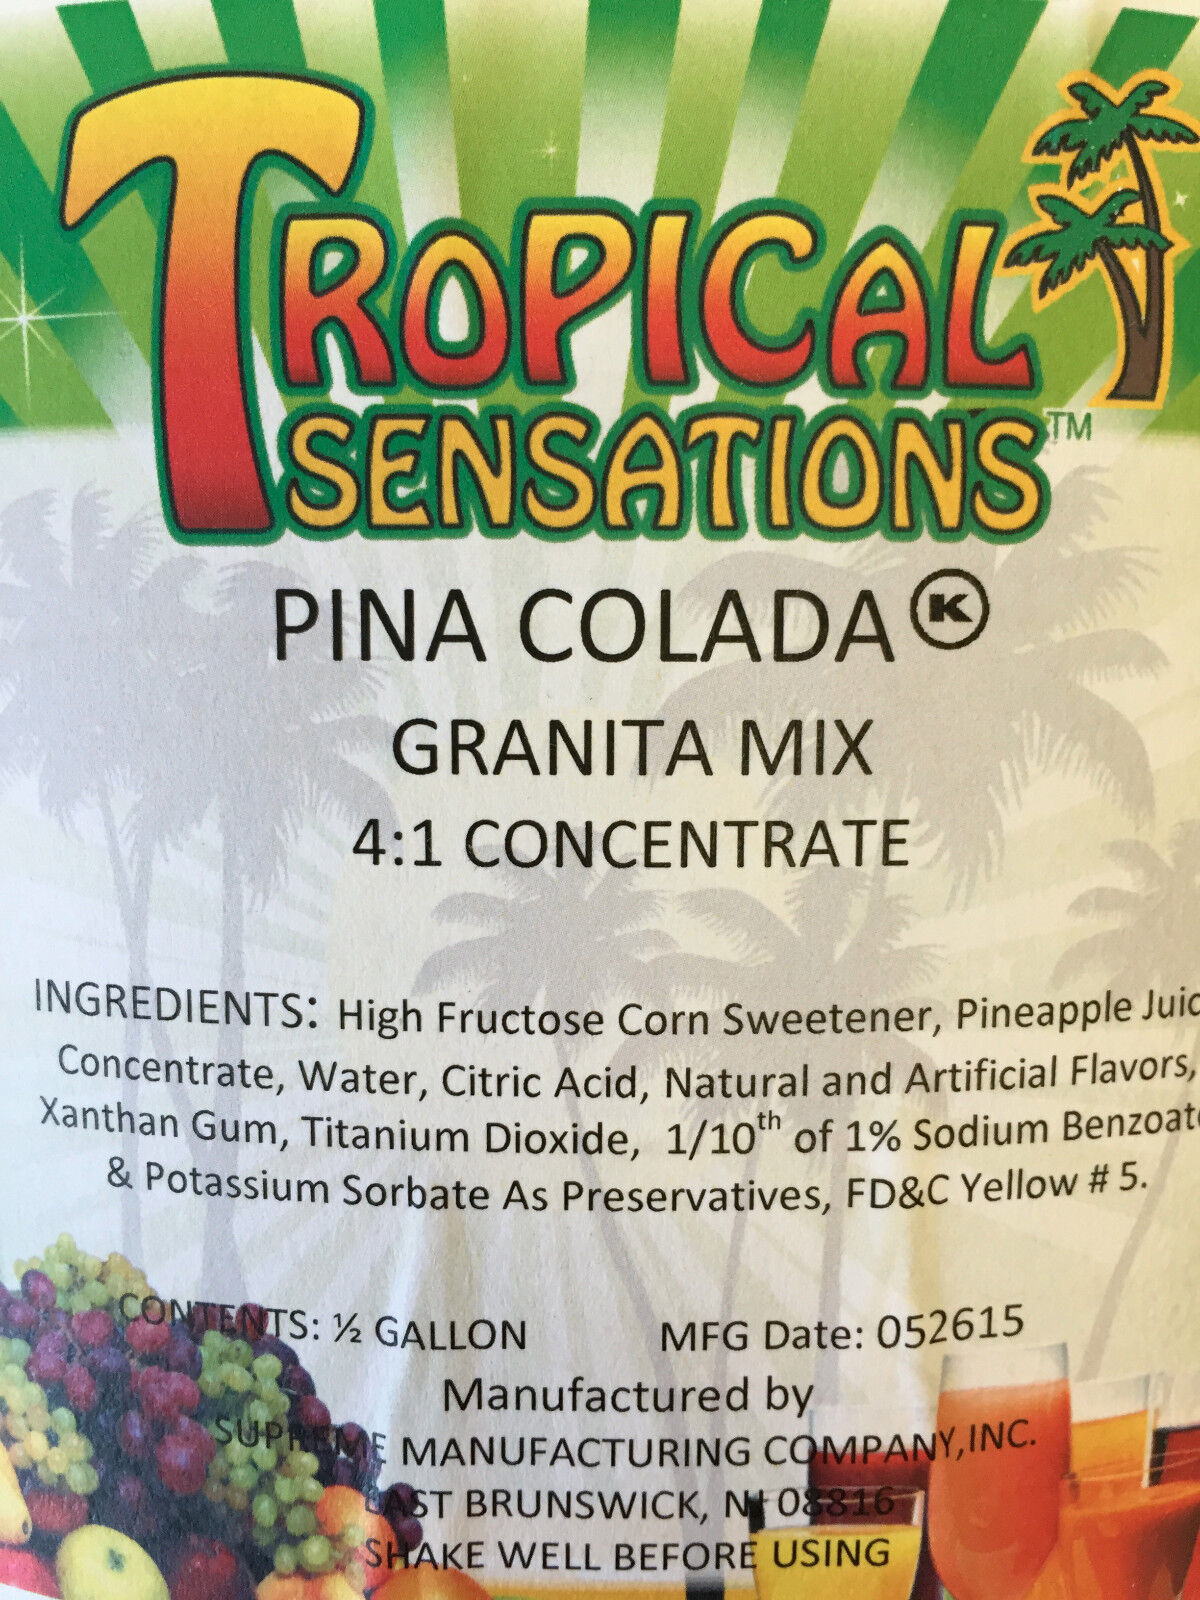 TROPICAL
SENSATIONS™
PINA COLADA Ⓚ
GRANITA MIX
4:1 CONCENTRATE
INGREDIENTS: High Fructose Corn Sweetener, Pineapple Juic
Concentrate, Water, Citric Acid, Natural and Artificial Flavors,
Xanthan Gum, Titanium Dioxide, 1/10th of 1% Sodium Benzoat
& Potassium Sorbate As Preservatives, FD&C Yellow # 5.
CONTENTS: ½ GALLON MFG Date: 052615
Manufactured by
SUPREME MANUFACTURING COMPANY,INC.
EAST BRUNSWICK, NJ 08816
SHAKE WELL BEFORE USING